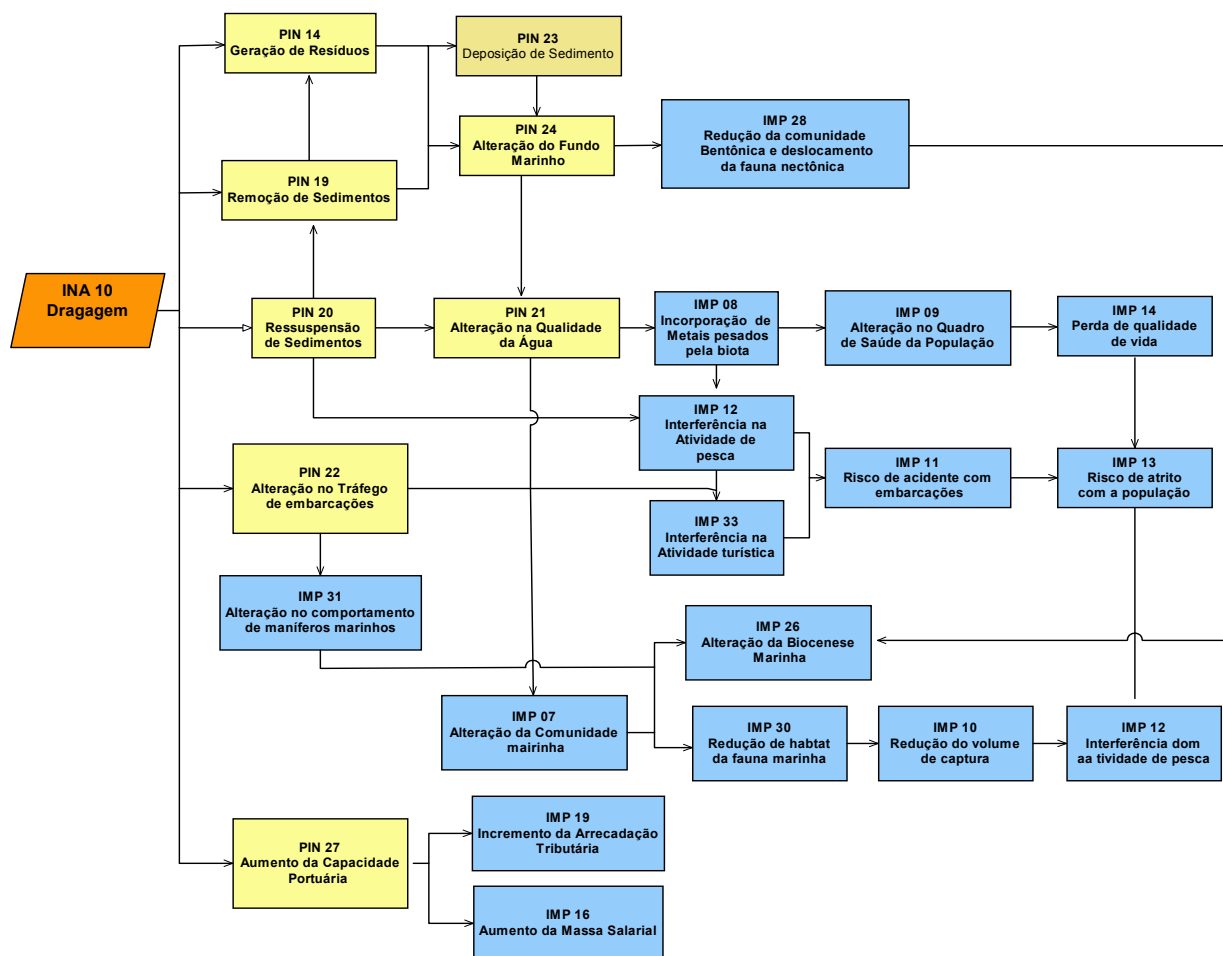 PIN 14
Geração de Resíduos
PIN 23
Deposição de Sedimento
PIN 24
Alteração do Fundo
Marinho
IMP 28
Redução da comunidade
Bentônica e deslocamento
da fauna nectônica
PIN 19
Remoção de Sedimentos
INA 10
Dragagem
PIN 20
Ressuspensão
de Sedimentos
PIN 21
Alteração na Qualidade
da Água
IMP 08
Incorporação de
Metais pesados
pela biota
IMP 09
Alteração no Quadro
de Saúde da População
IMP 14
Perda de qualidade
de vida
IMP 12
Interferência na
Atividade de
pesca
PIN 22
Alteração no Tráfego
de embarcações
IMP 11
Risco de acidente com
embarcações
IMP 13
Risco de atrito
com a população
IMP 33
Interferência na
Atividade turística
IMP 31
Alteração no comportamento
de maníferos marinhos
IMP 26
Alteração da Biocenese
Marinha
IMP 07
Alteração da Comunidade
mairinha
IMP 30
Redução de habtat
da fauna marinha
IMP 10
Redução do volume
de captura
IMP 12
Interferência dom
aa tividade de pesca
PIN 27
Aumento da Capacidade
Portuária
IMP 19
Incremento da Arrecadação
Tributária
IMP 16
Aumento da Massa Salarial